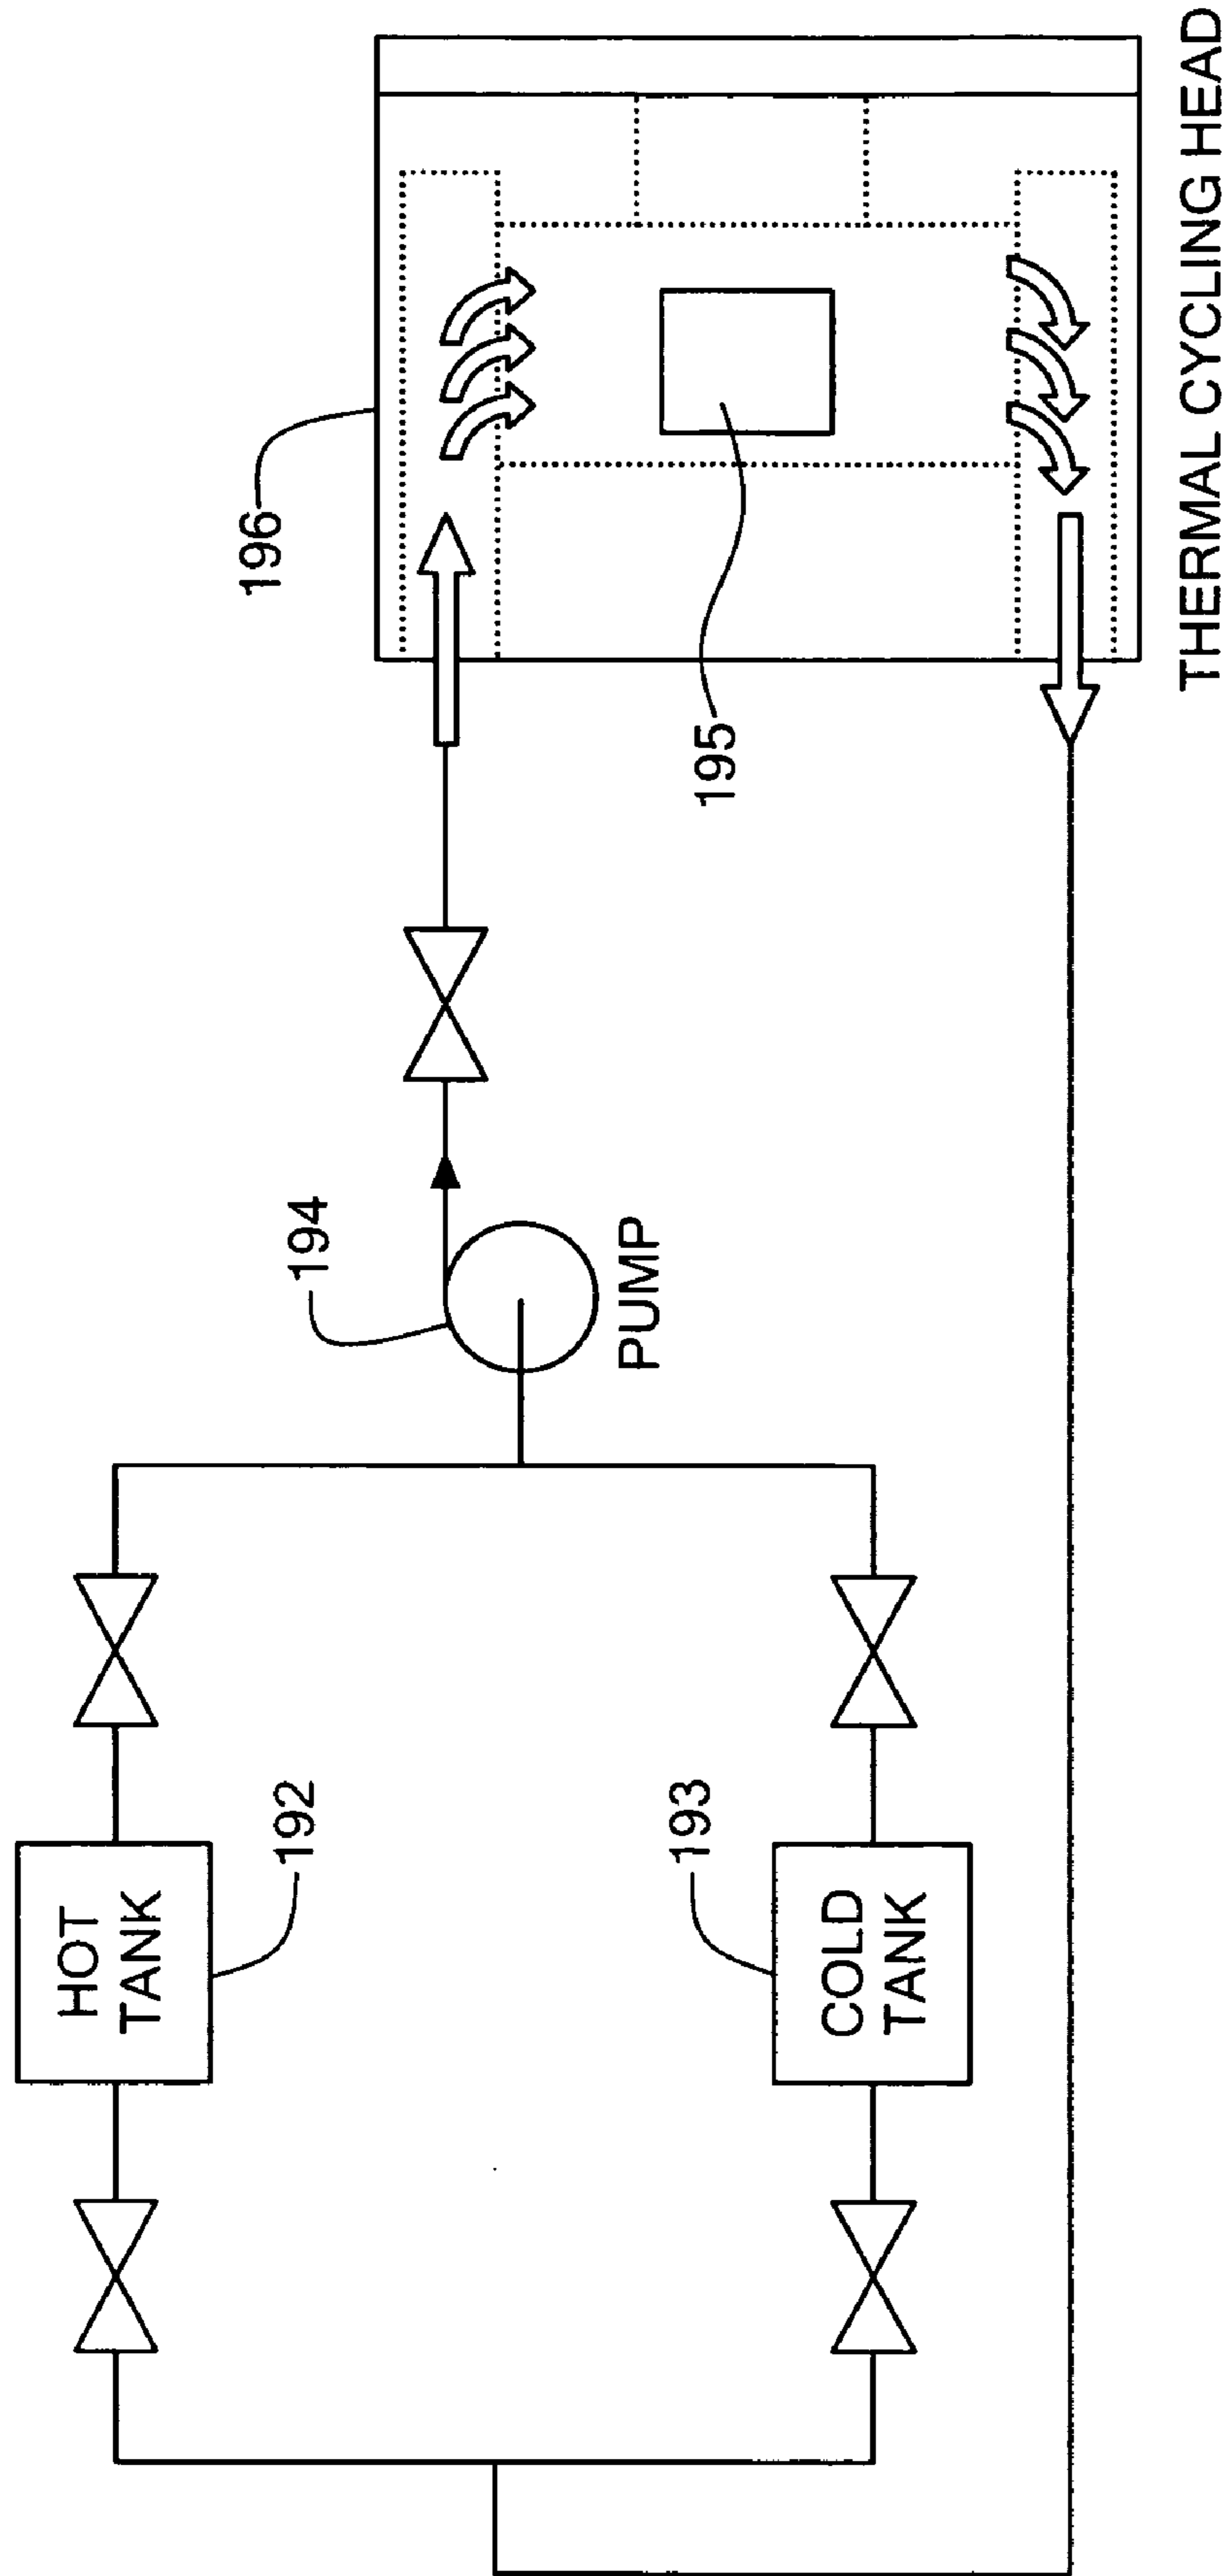 HOT
TANK
192
COLD
TANK
193
194
PUMP
196
195
THERMAL CYCLING HEAD